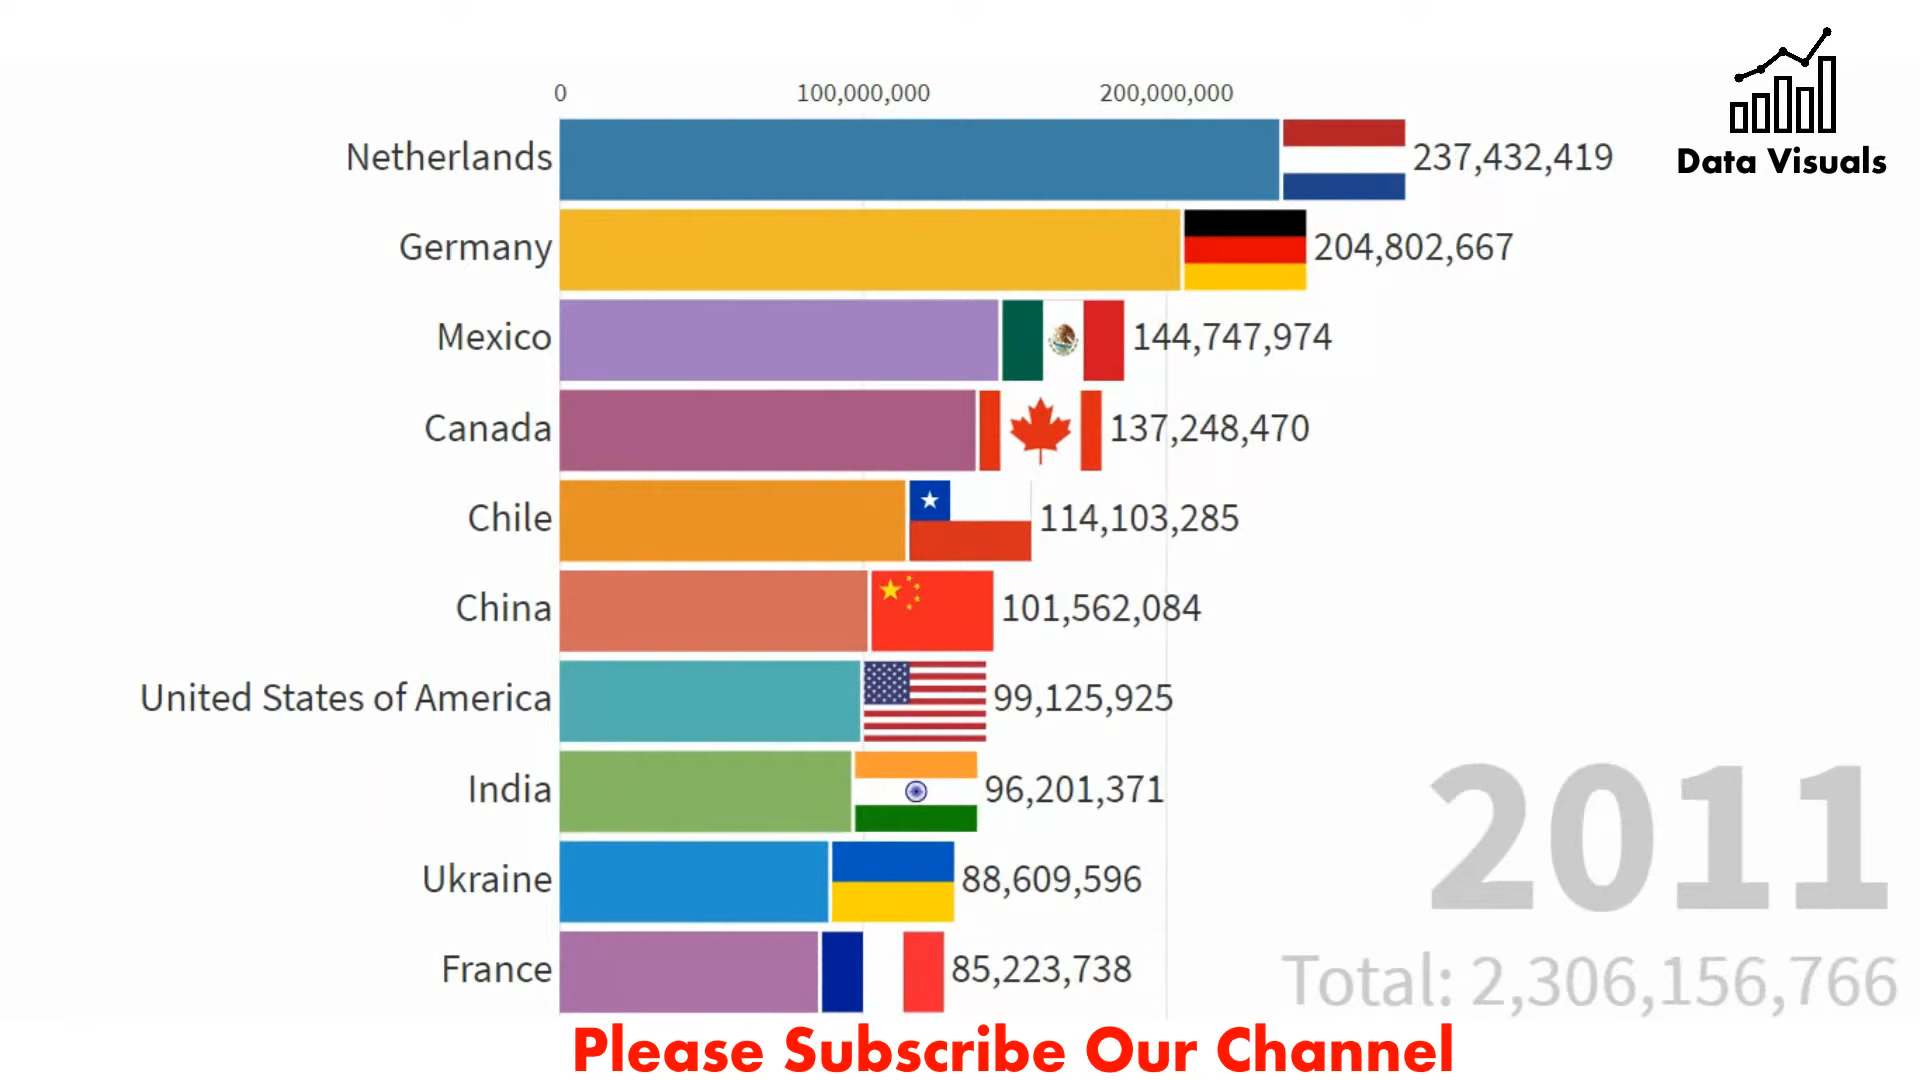 0 100,000,000 200,000,000
Data Visuals
Netherlands 237,432,419
Germany 204,802,667
Mexico 144,747,974
Canada 137,248,470
Chile 114,103,285
China 101,562,084
United States of America 99,125,925
India 96,201,371
Ukraine 88,609,596
France 85,223,738
2011
Total: 2,306,156,766
Please Subscribe Our Channel